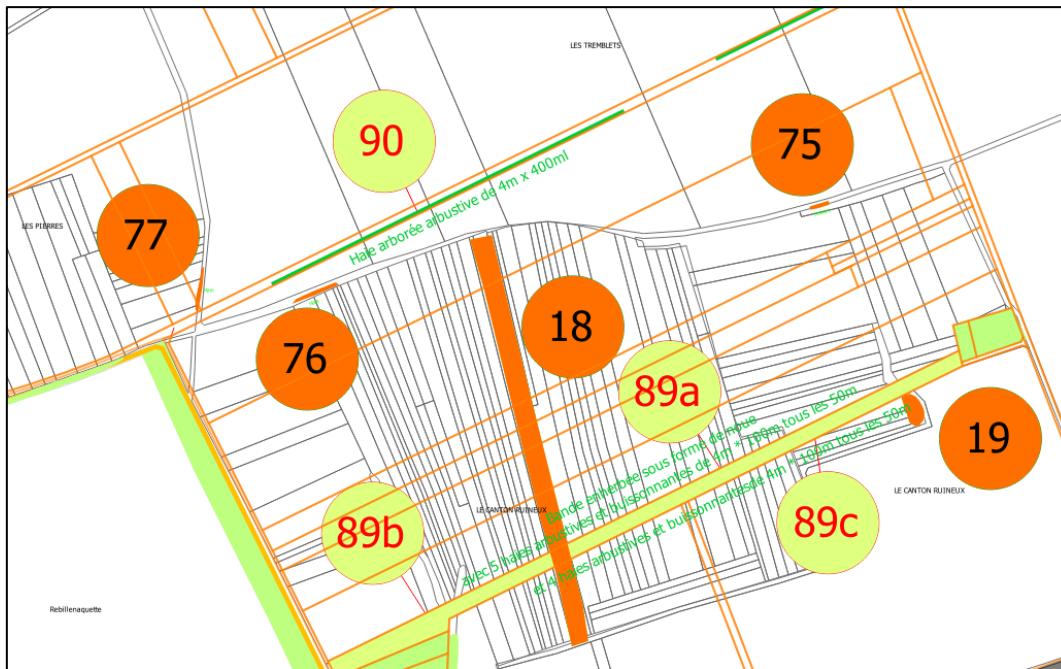 LES TREMBLETS
90
75
Haie arborée arbustive de 4m x 400ml
LES PIERRES
77
18
76
89a
Bande enherbée sous forme de noue
avec 5 haies arbustives et buissonnantes de 4m * 100m tous les 50m
et 4 haies arbustives et buissonnantesde 4m * 100m tous les 50m
19
LE CANTON RUINEUX
LE CANTON RUINEUX
89b
89c
Rebillenaquette